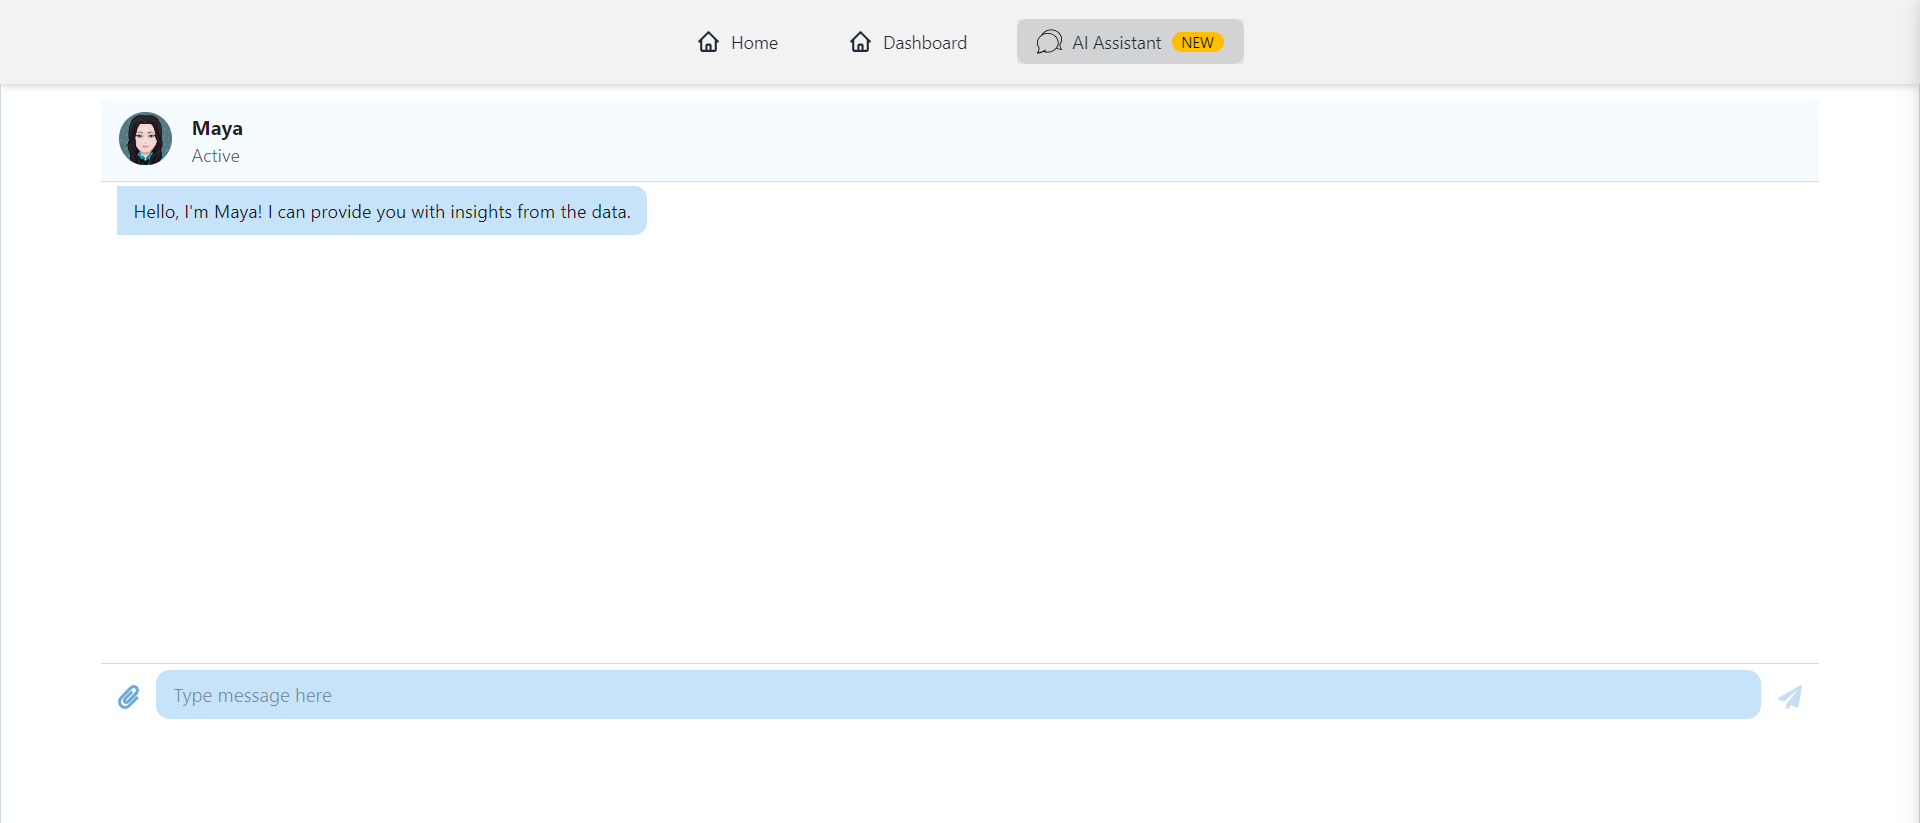 Home
Dashboard
AI Assistant NEW
Maya
Active
Hello, I'm Maya! I can provide you with insights from the data.
Type message here